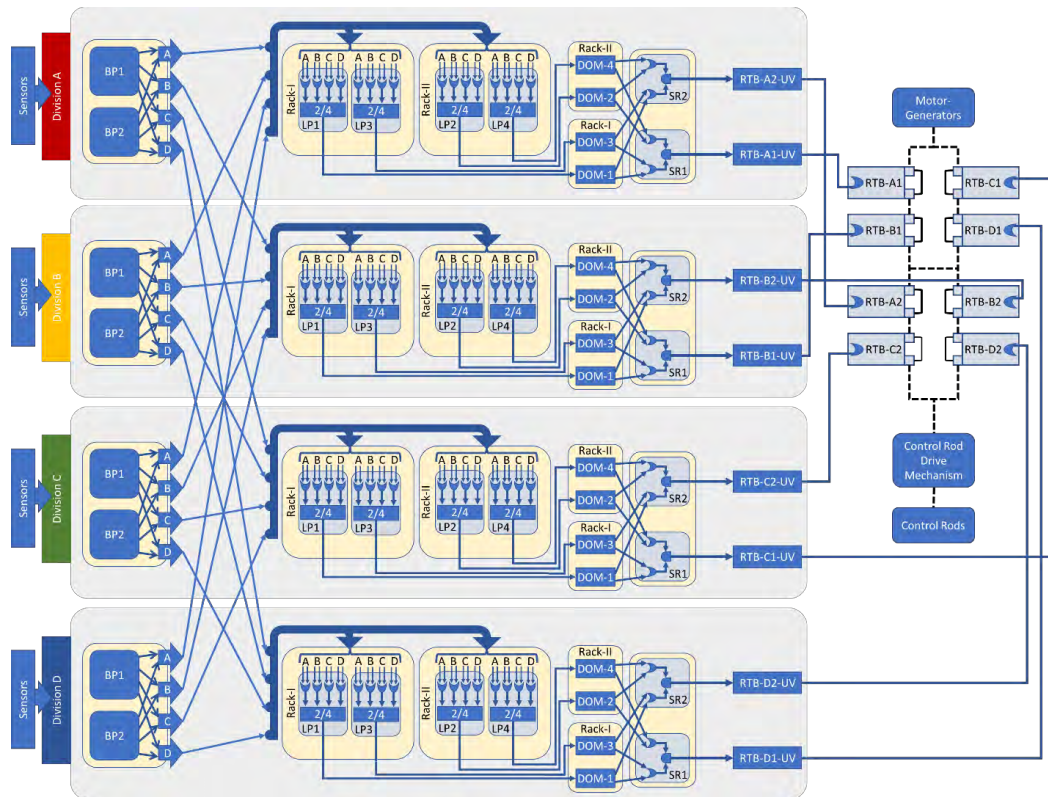 Sensors
Division A
BP1
BP2
A
B
C
D
Rack-I
A B C D
A B C D
2/4
2/4
LP1
LP3
Rack-II
A B C D
A B C D
2/4
2/4
LP2
LP4
Rack-II
DOM-4
DOM-2
Rack-I
DOM-3
DOM-1
SR2
SR1
RTB-A2-UV
RTB-A1-UV
Sensors
Division B
BP1
BP2
A
B
C
D
Rack-I
A B C D
A B C D
2/4
2/4
LP1
LP3
Rack-II
A B C D
A B C D
2/4
2/4
LP2
LP4
Rack-II
DOM-4
DOM-2
Rack-I
DOM-3
DOM-1
SR2
SR1
RTB-B2-UV
RTB-B1-UV
Sensors
Division C
BP1
BP2
A
B
C
D
Rack-I
A B C D
A B C D
2/4
2/4
LP1
LP3
Rack-II
A B C D
A B C D
2/4
2/4
LP2
LP4
Rack-II
DOM-4
DOM-2
Rack-I
DOM-3
DOM-1
SR2
SR1
RTB-C2-UV
RTB-C1-UV
Sensors
Division D
BP1
BP2
A
B
C
D
Rack-I
A B C D
A B C D
2/4
2/4
LP1
LP3
Rack-II
A B C D
A B C D
2/4
2/4
LP2
LP4
Rack-II
DOM-4
DOM-2
Rack-I
DOM-3
DOM-1
SR2
SR1
RTB-D2-UV
RTB-D1-UV
Motor-
Generators
RTB-A1
RTB-C1
RTB-B1
RTB-D1
RTB-A2
RTB-B2
RTB-C2
RTB-D2
Control Rod
Drive
Mechanism
Control Rods